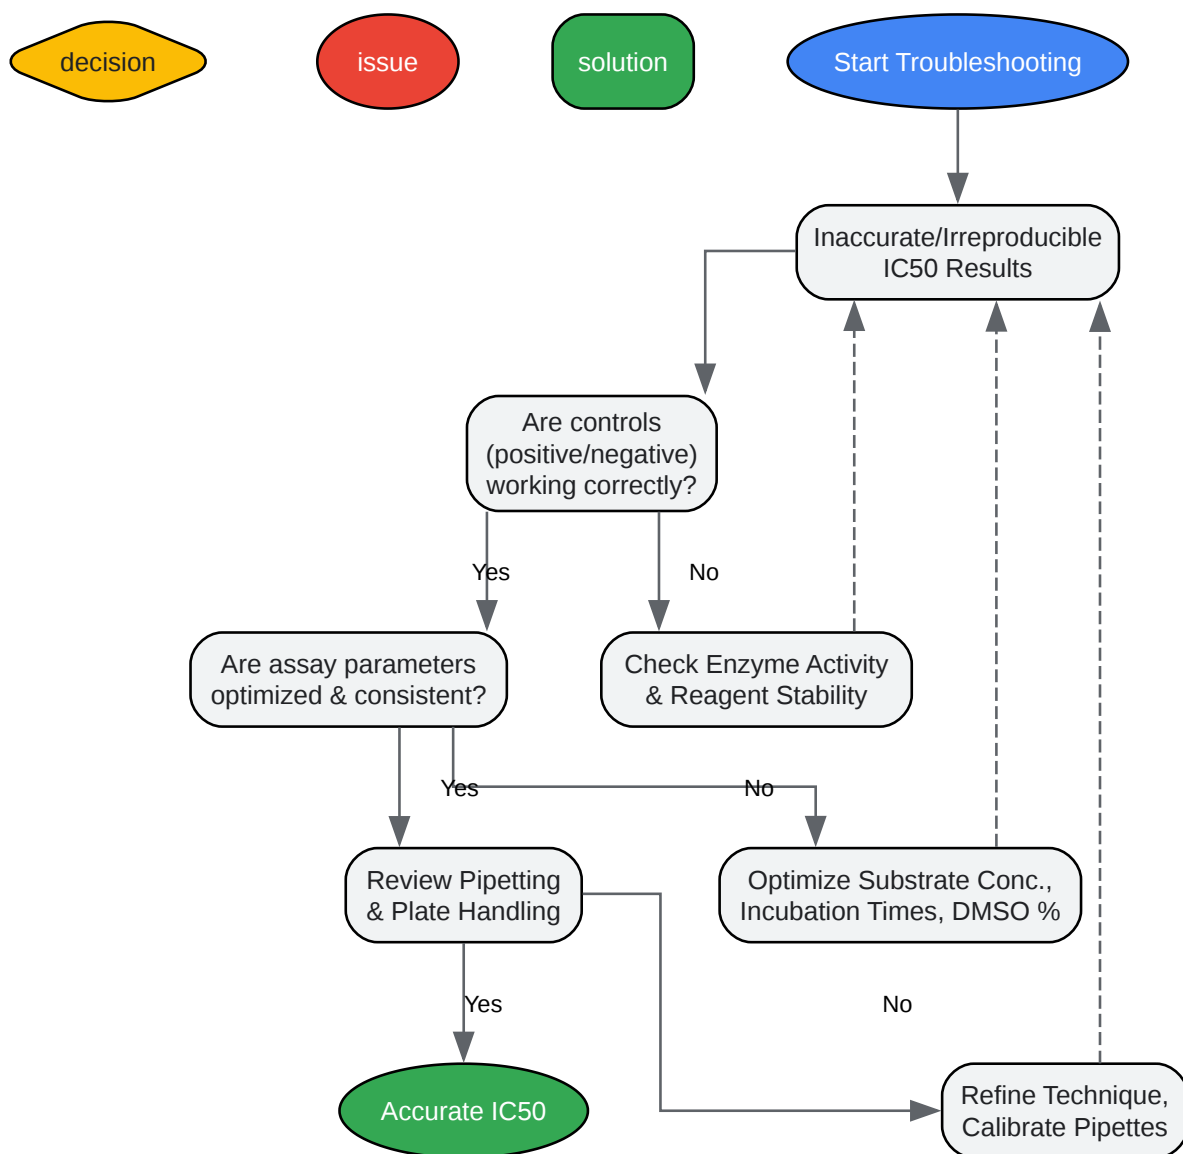 decision
issue
solution
Start Troubleshooting
Inaccurate/Irreproducible
IC50 Results
Are controls
(positive/negative)
working correctly?
Yes
No
Are assay parameters
optimized & consistent?
Check Enzyme Activity
& Reagent Stability
Yes
No
Review Pipetting
& Plate Handling
Optimize Substrate Conc.,
Incubation Times, DMSO %
Yes
No
Accurate IC50
Refine Technique,
Calibrate Pipettes